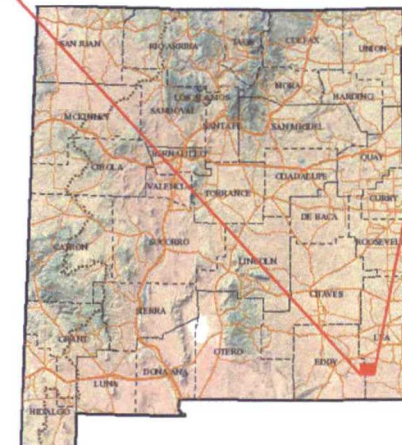 SAN JUAN
RIO ARRIBA
TAOS
COLFAX
UNION
MORA
HARDING
LOS ALAMOS
SANDOVAL
MCKINLEY
SANTA FE
SAN MIGUEL
BERNALILLO
QUAY
CIBOLA
GUADALUPE
VALENCIA
TORRANCE
CURRY
DE BACA
CATRON
SOCORRO
ROOSEVELT
LINCOLN
CHAVES
SIERRA
GRANT
OTERO
LEA
EDDY
LUNA
DONA ANA
HIDALGO